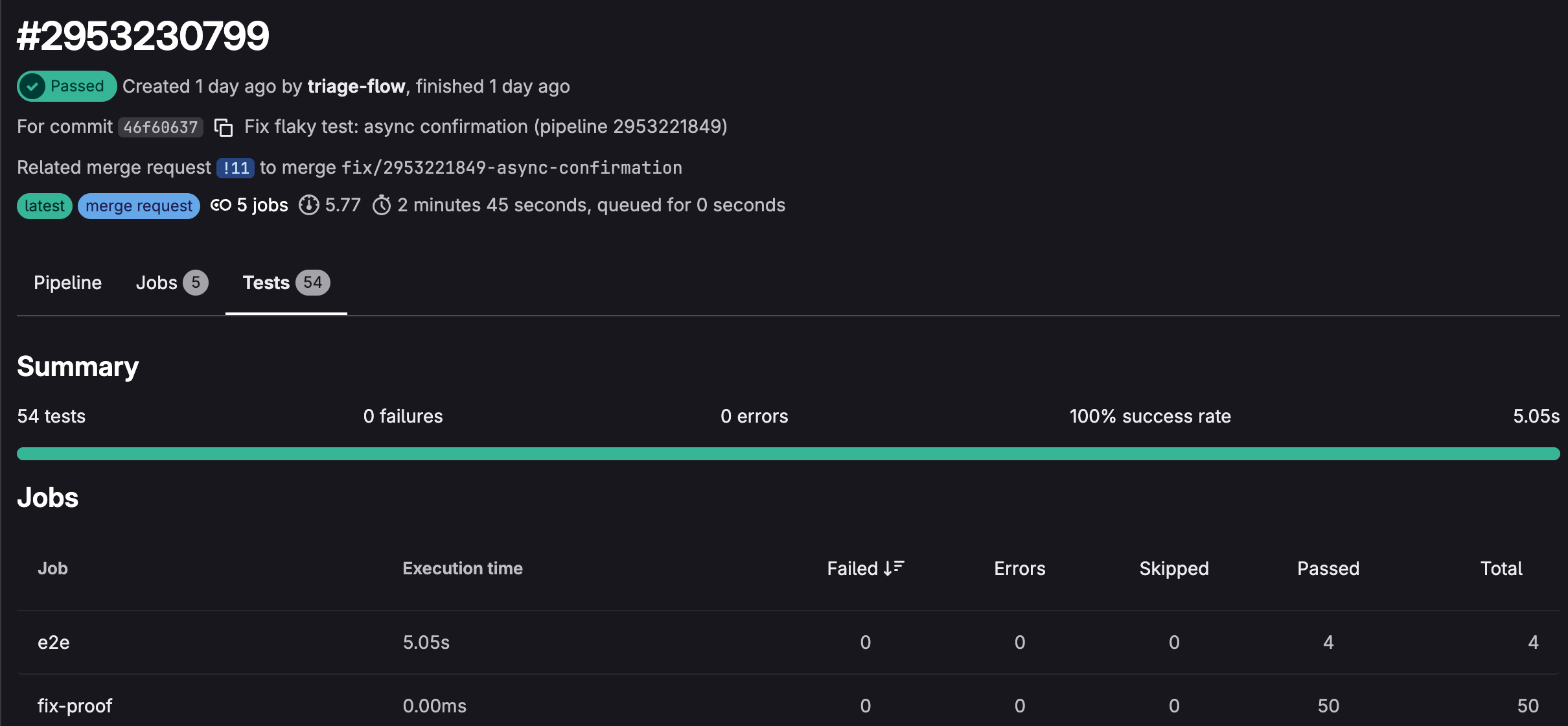 #2953230799
Passed Created 1 day ago by triage-flow, finished 1 day ago
For commit 46f60637 Fix flaky test: async confirmation (pipeline 2953221849)
Related merge request !11 to merge fix/2953221849-async-confirmation
latest merge request 5 jobs 5.77 2 minutes 45 seconds, queued for 0 seconds
Pipeline Jobs 5 Tests 54
Summary
54 tests 0 failures 0 errors 100% success rate 5.05s
Jobs
Job Execution time Failed Errors Skipped Passed Total
e2e 5.05s 0 0 0 4 4
fix-proof 0.00ms 0 0 0 50 50